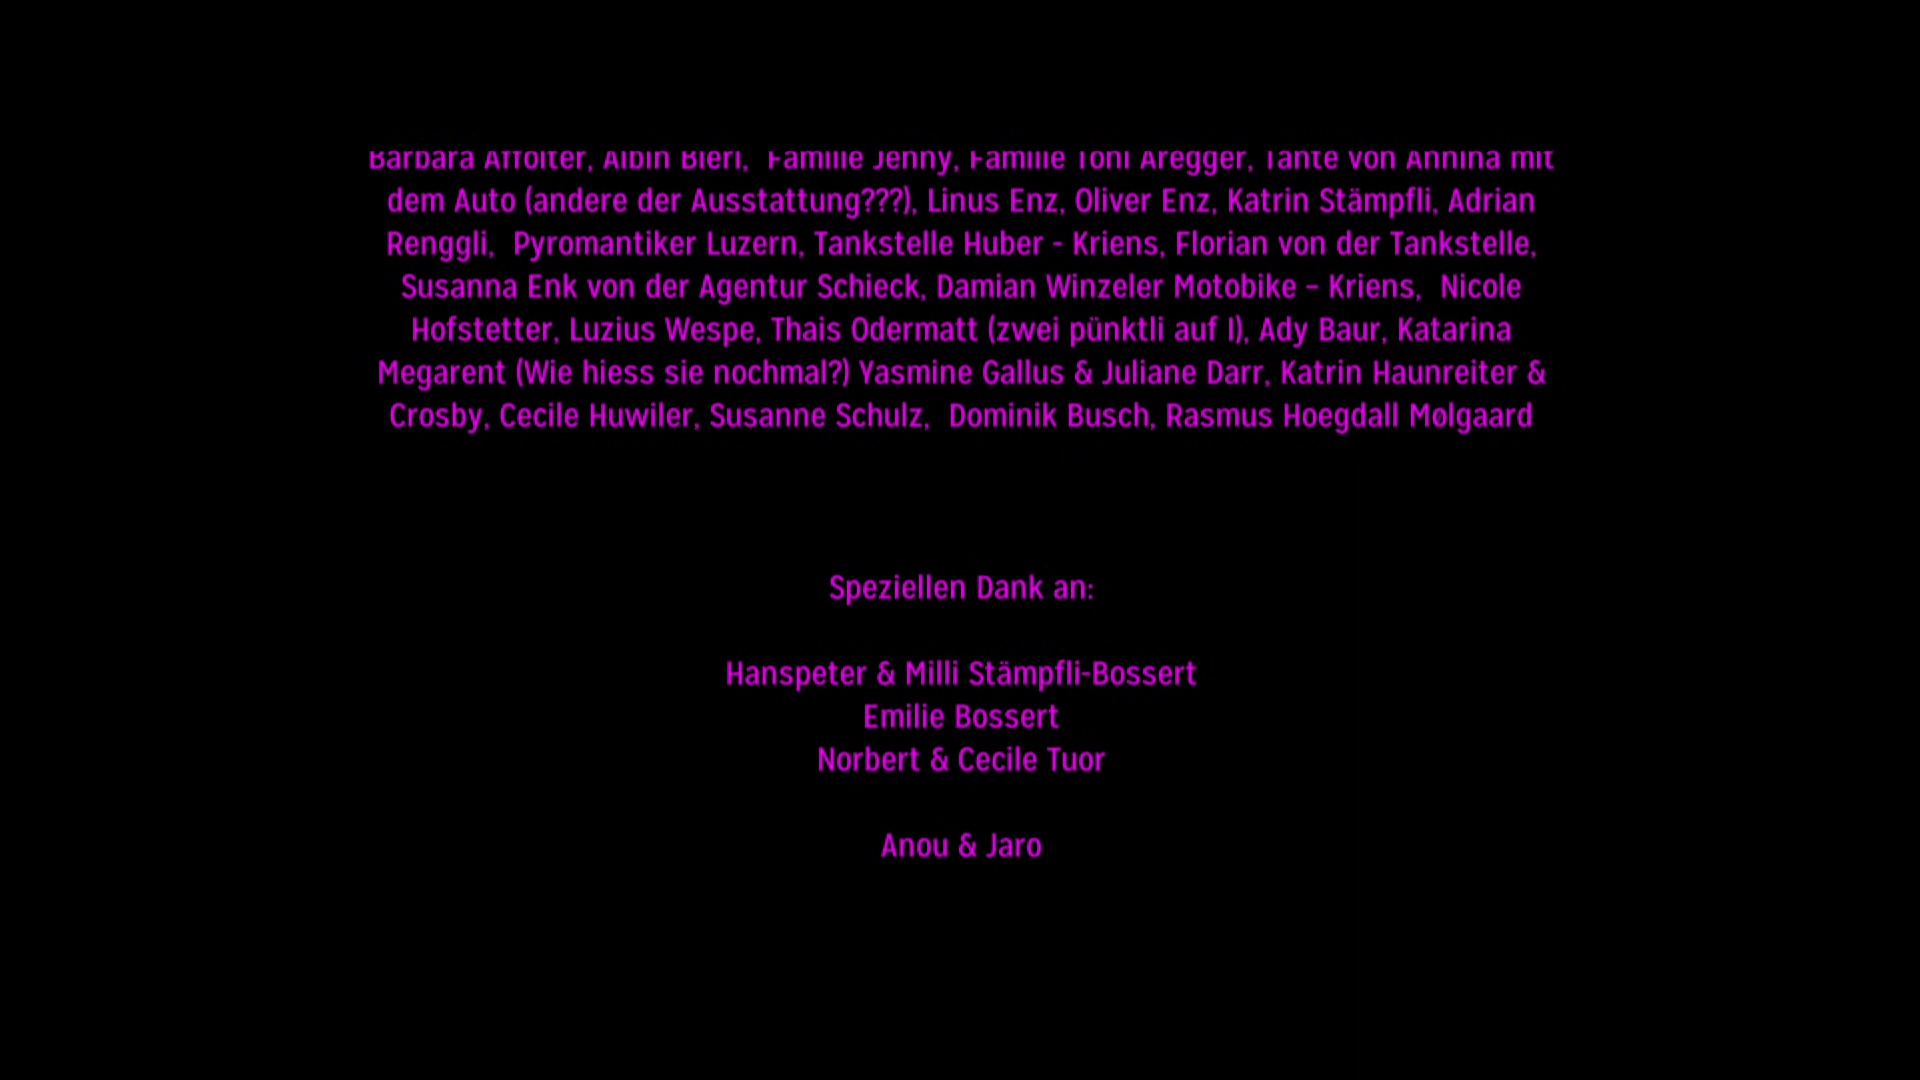 Barbara Affolter, Albin Bieri,  Familie Jenny, Familie Toni Aregger, Tante von Annina mit
dem Auto (andere der Ausstattung???), Linus Enz, Oliver Enz, Katrin Stämpfli, Adrian
Renggli,  Pyromantiker Luzern, Tankstelle Huber - Kriens, Florian von der Tankstelle,
Susanna Enk von der Agentur Schieck, Damian Winzeler Motobike – Kriens,  Nicole
Hofstetter, Luzius Wespe, Thais Odermatt (zwei pünktli auf I), Ady Baur, Katarina
Megarent (Wie hiess sie nochmal?) Yasmine Gallus & Juliane Darr, Katrin Haunreiter &
Crosby, Cecile Huwiler, Susanne Schulz,  Dominik Busch, Rasmus Hoegdall Mølgaard
Speziellen Dank an:
Hanspeter & Milli Stämpfli-Bossert
Emilie Bossert
Norbert & Cecile Tuor
Anou & Jaro